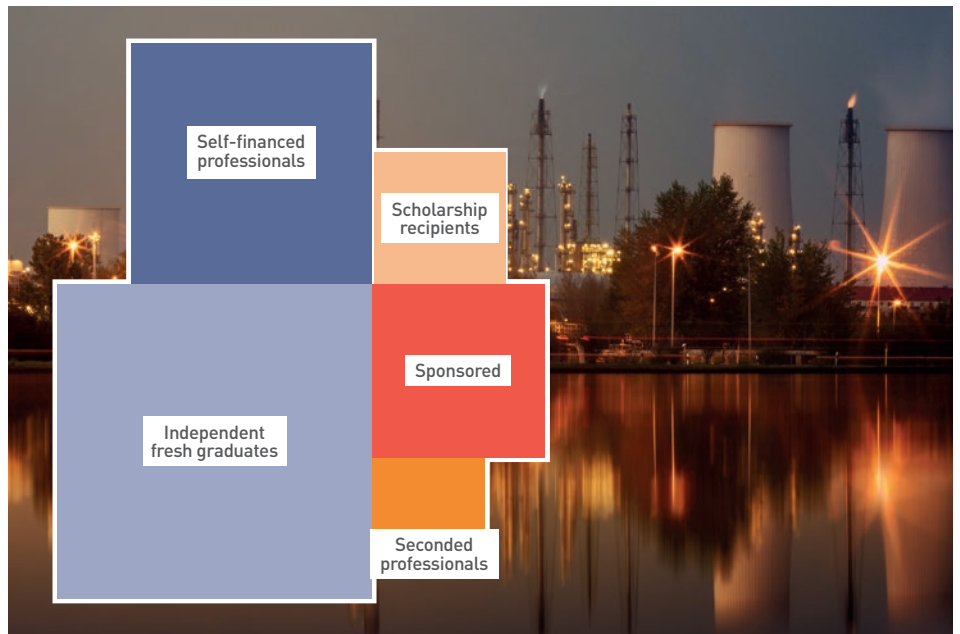 Self-financed
professionals
Scholarship
recipients
Sponsored
Independent
fresh graduates
Seconded
professionals